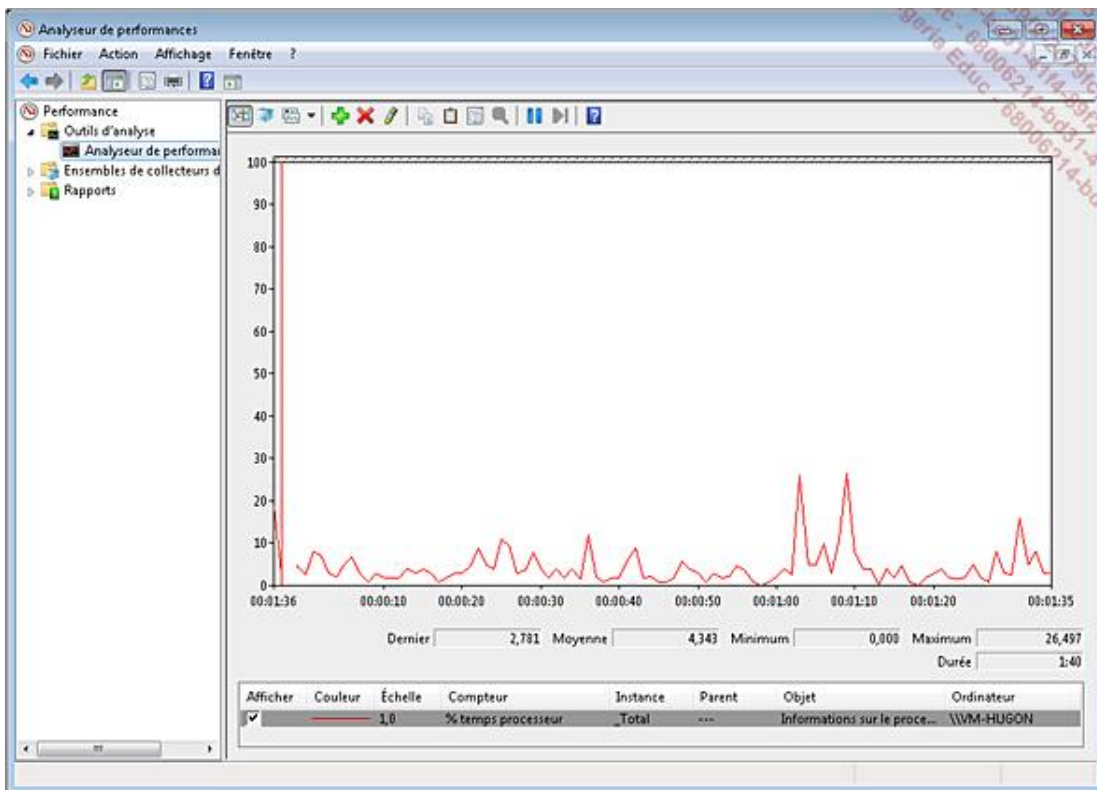 Analyseur de performances
Fichier Action Affichage Fenêtre ?
Performance
Outils d'analyse
Analyseur de performan
Ensembles de collecteurs d
Rapports
100
90
80
70
60
50
40
30
20
10
0
00:01:36 00:00:10 00:00:20 00:00:30 00:00:40 00:00:50 00:01:00 00:01:10 00:01:20 00:01:35
Dernier 2,781 Moyenne 4,343 Minimum 0,000 Maximum 26,497
Durée 1:40
Afficher Couleur Échelle Compteur Instance Parent Objet Ordinateur
1,0 % temps processeur _Total --- Informations sur le proce... \\VM-HUGON